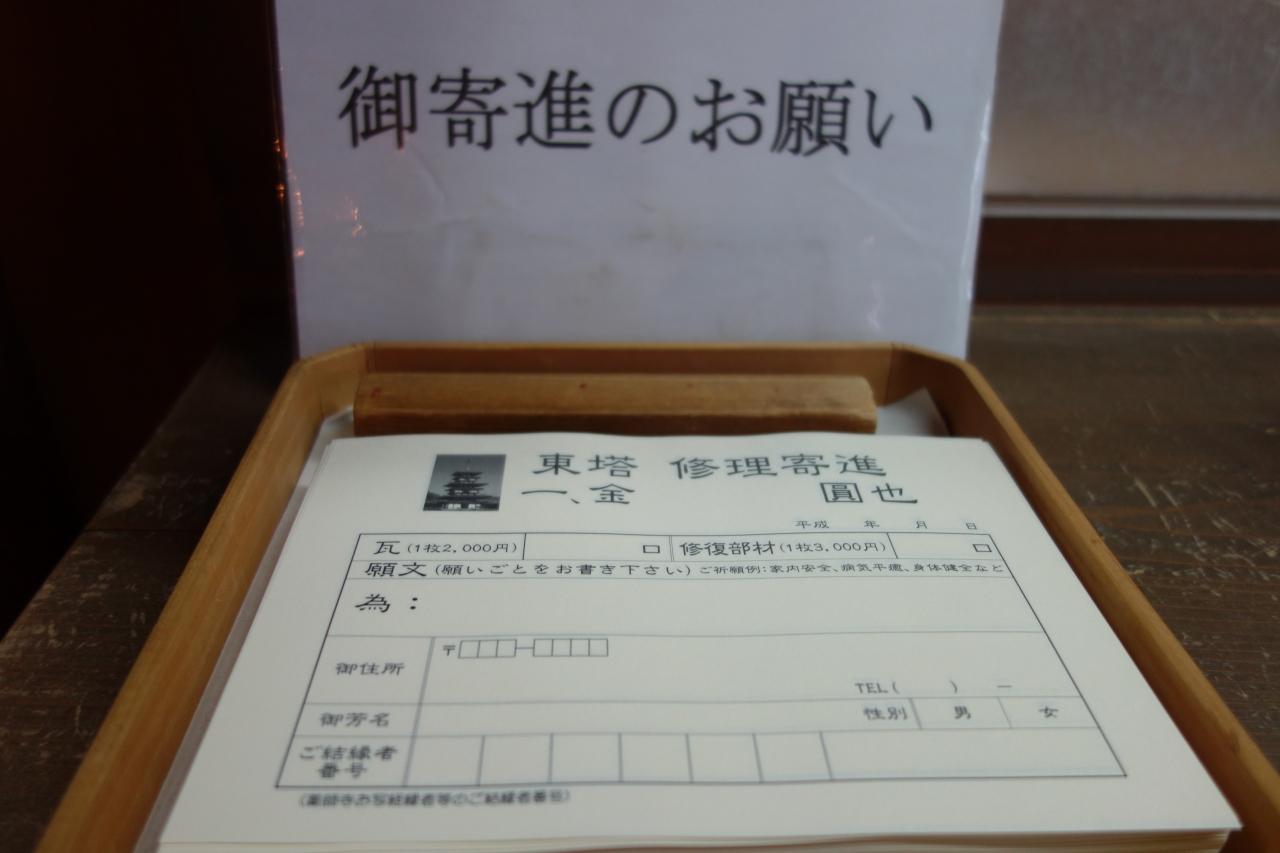 御寄進のお願い
東塔 修理寄進
一、金 圓也
平成 年 月 日
瓦(1枚2,000円) □ 修復部材(1枚3,000円) □
願文(願いごとをお書き下さい) ご祈願例:家内安全、病気平癒、身体健全など
為:
御住所 〒
TEL( ) ー
御芳名 性別 男 女
ご結縁者
番号